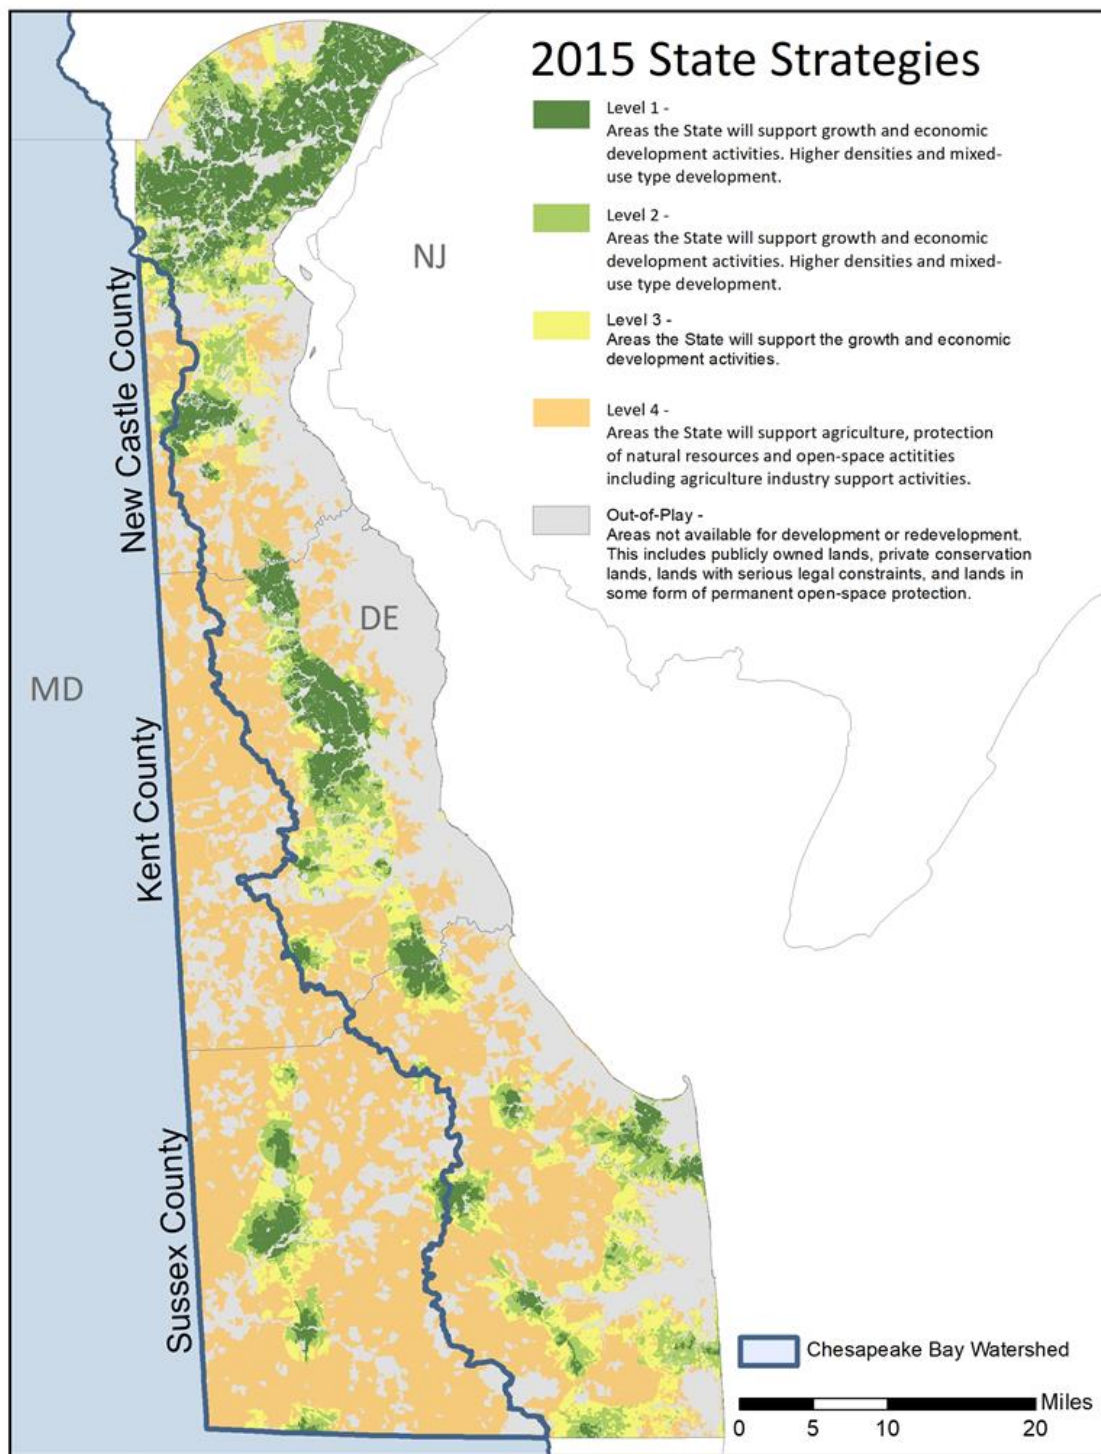 2015 State Strategies
Level 1 -
Areas the State will support growth and economic
development activities. Higher densities and mixed-
use type development.
Level 2 -
Areas the State will support growth and economic
development activities. Higher densities and mixed-
use type development.
Level 3 -
Areas the State will support the growth and economic
development activities.
Level 4 -
Areas the State will support agriculture, protection
of natural resources and open-space actitities
including agriculture industry support activities.
Out-of-Play -
Areas not available for development or redevelopment.
This includes publicly owned lands, private conservation
lands, lands with serious legal constraints, and lands in
some form of permanent open-space protection.
NJ
New Castle County
DE
MD
Kent County
Sussex County
Chesapeake Bay Watershed
Miles
0 5 10 20